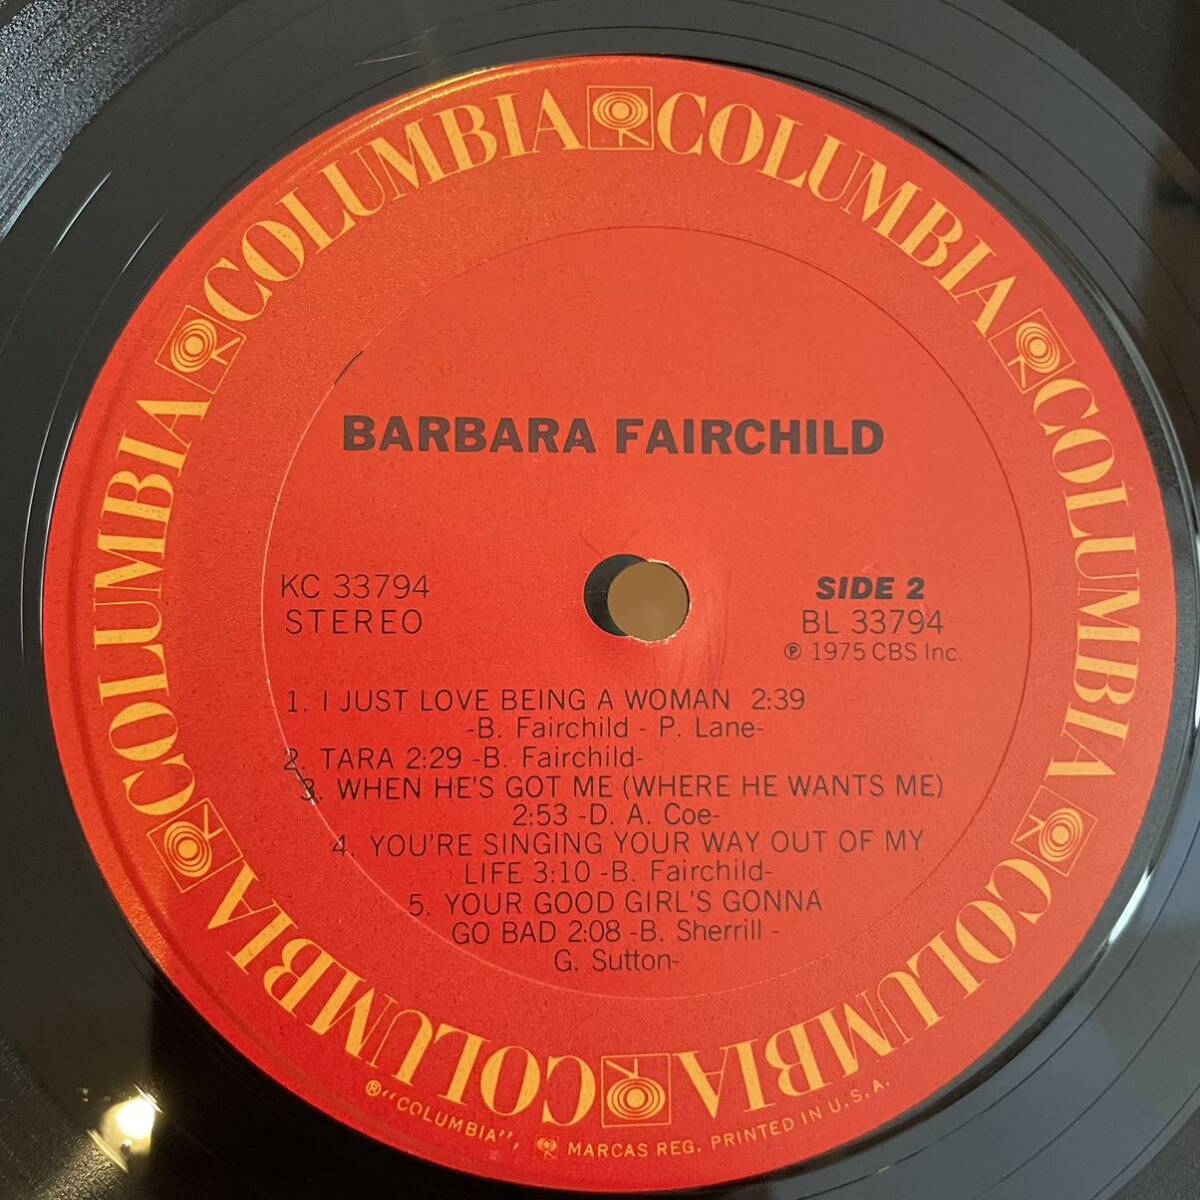 COLUMBIA COLUMBIA COLUMBIA COLUMBIA COLUMBIA COLUMBIA
BARBARA FAIRCHILD
KC 33794
STEREO
SIDE 2
BL 33794
℗ 1975 CBS Inc.
1. I JUST LOVE BEING A WOMAN 2:39
-B. Fairchild - P. Lane-
2. TARA 2:29 -B. Fairchild-
3. WHEN HE'S GOT ME (WHERE HE WANTS ME)
2:53 -D. A. Coe-
4. YOU'RE SINGING YOUR WAY OUT OF MY
LIFE 3:10 -B. Fairchild-
5. YOUR GOOD GIRL'S GONNA
GO BAD 2:08 -B. Sherrill -
G. Sutton-
®"COLUMBIA", MARCAS REG. PRINTED IN U.S.A.